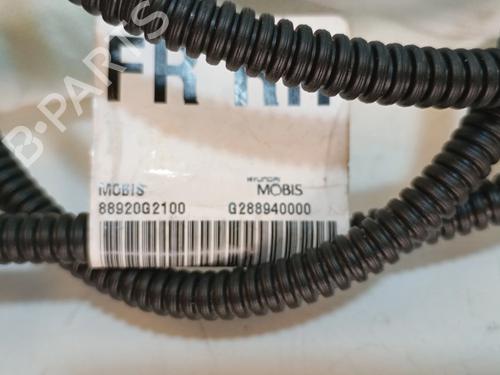 B-PARTS
FR RH
MOBIS
HYUNDAI
MOBIS
88920G2100
G288940000